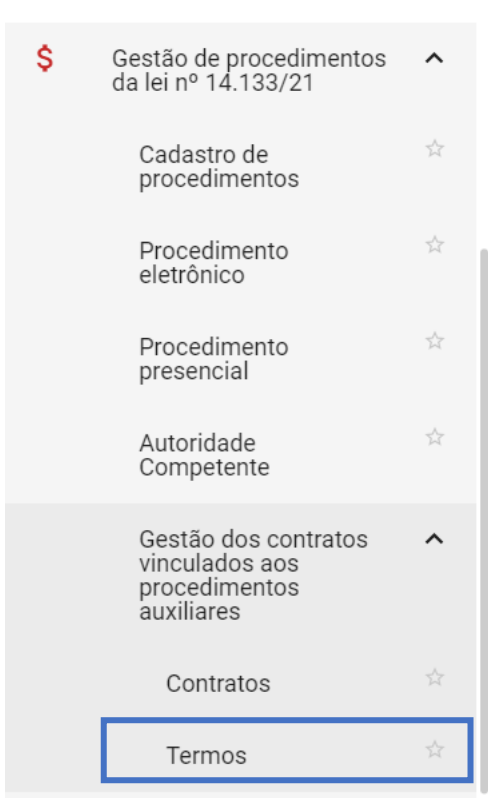 $ Gestão de procedimentos
da lei nº 14.133/21
Cadastro de
procedimentos
Procedimento
eletrônico
Procedimento
presencial
Autoridade
Competente
Gestão dos contratos
vinculados aos
procedimentos
auxiliares
Contratos
Termos